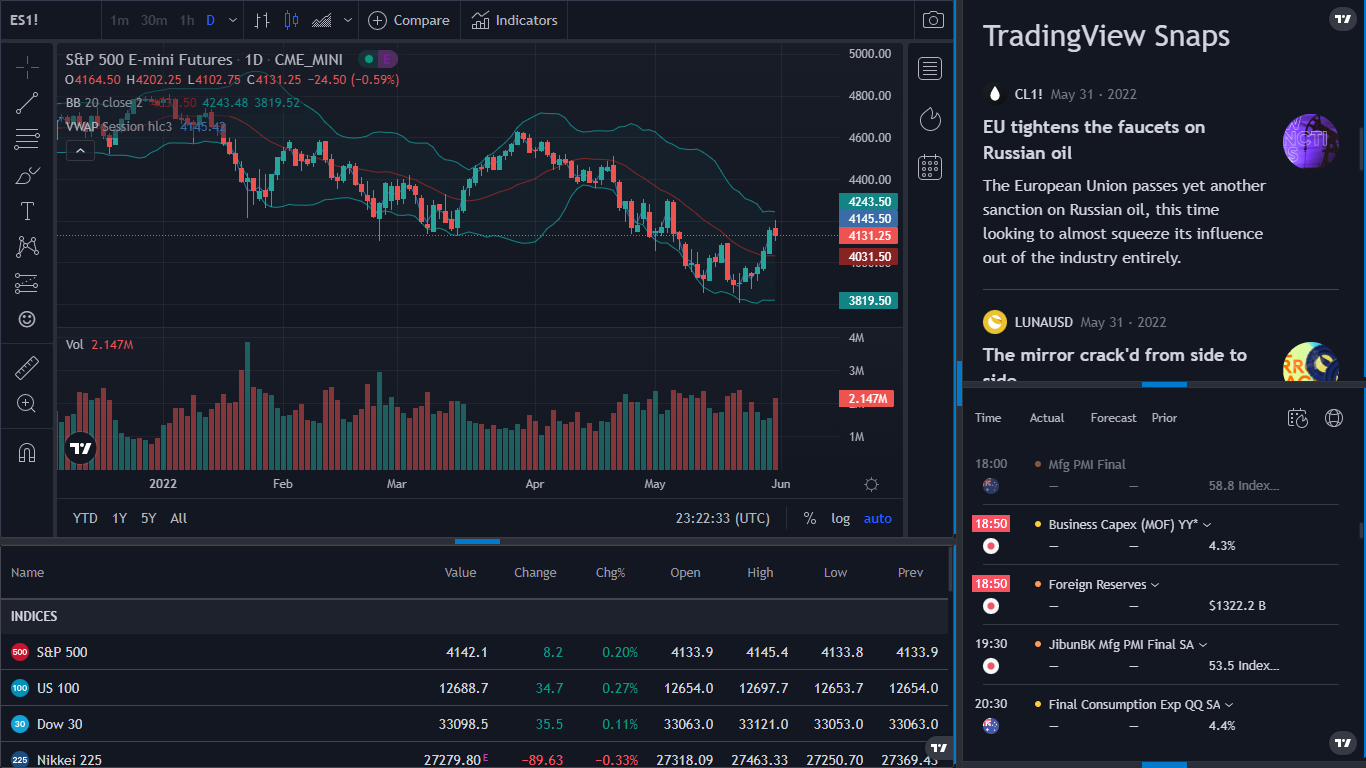 ES1!
1m 30m 1h D
Compare
Indicators
S&P 500 E-mini Futures · 1D · CME_MINI
E
O4164.50 H4202.25 L4102.75 C4131.25 −24.50 (−0.59%)
BB 20 close 2 4031.50 4243.48 3819.52
VWAP Session hlc3 4145.42
5000.00
4800.00
4600.00
4400.00
4243.50
4145.50
4131.25
4031.50
3819.50
Vol 2.147M
4M
3M
2.147M
1M
2022 Feb Mar Apr May Jun
YTD 1Y 5Y All
23:22:33 (UTC)
% log auto
Name Value Change Chg% Open High Low Prev
INDICES
500 S&P 500 4142.1 8.2 0.20% 4133.9 4145.4 4133.8 4133.9
100 US 100 12688.7 34.7 0.27% 12654.0 12697.7 12653.7 12654.0
30 Dow 30 33098.5 35.5 0.11% 33063.0 33121.0 33053.0 33063.0
225 Nikkei 225 27279.80 E −89.63 −0.33% 27318.09 27463.33 27250.70 27369.43
TradingView Snaps
CL1! May 31 · 2022
EU tightens the faucets on
Russian oil
The European Union passes yet another
sanction on Russian oil, this time
looking to almost squeeze its influence
out of the industry entirely.
LUNAUSD May 31 · 2022
The mirror crack'd from side to
side
Time Actual Forecast Prior
18:00 Mfg PMI Final
— — 58.8 Index...
18:50 Business Capex (MOF) YY*
— — 4.3%
18:50 Foreign Reserves
— — $1322.2 B
19:30 JibunBK Mfg PMI Final SA
— — 53.5 Index...
20:30 Final Consumption Exp QQ SA
— — 4.4%